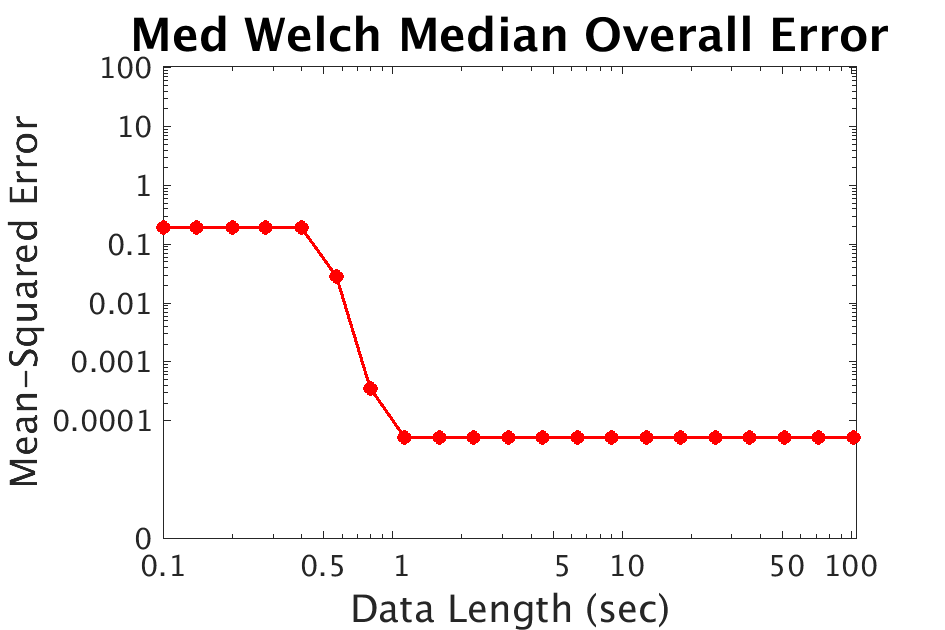 Med Welch Median Overall Error
100
10
1
0.1
0.01
0.001
0.0001
0
Mean-Squared Error
0.1 0.5 1 5 10 50 100
Data Length (sec)